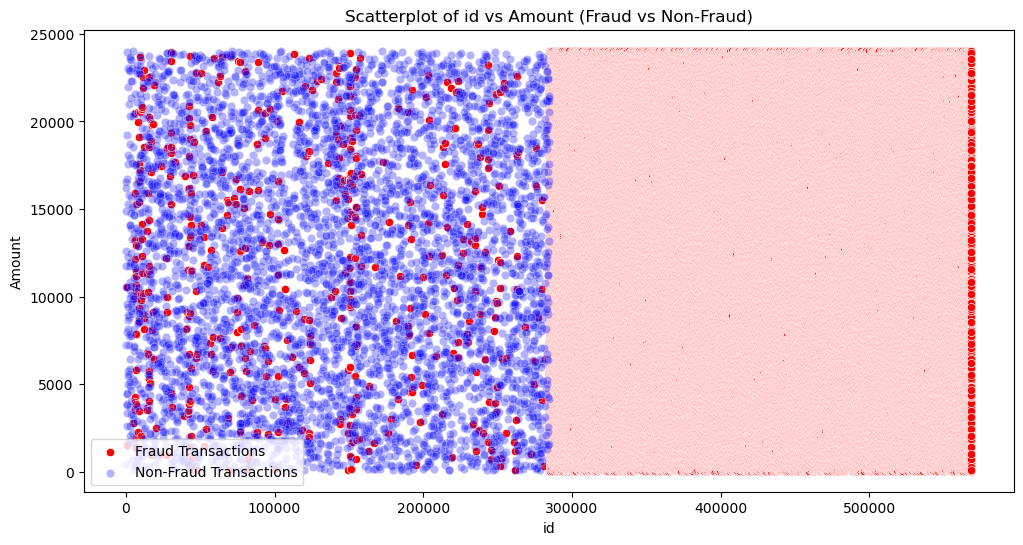 Scatterplot of id vs Amount (Fraud vs Non-Fraud)
Amount
25000
20000
15000
10000
5000
0
Fraud Transactions
Non-Fraud Transactions
0 100000 200000 300000 400000 500000
id